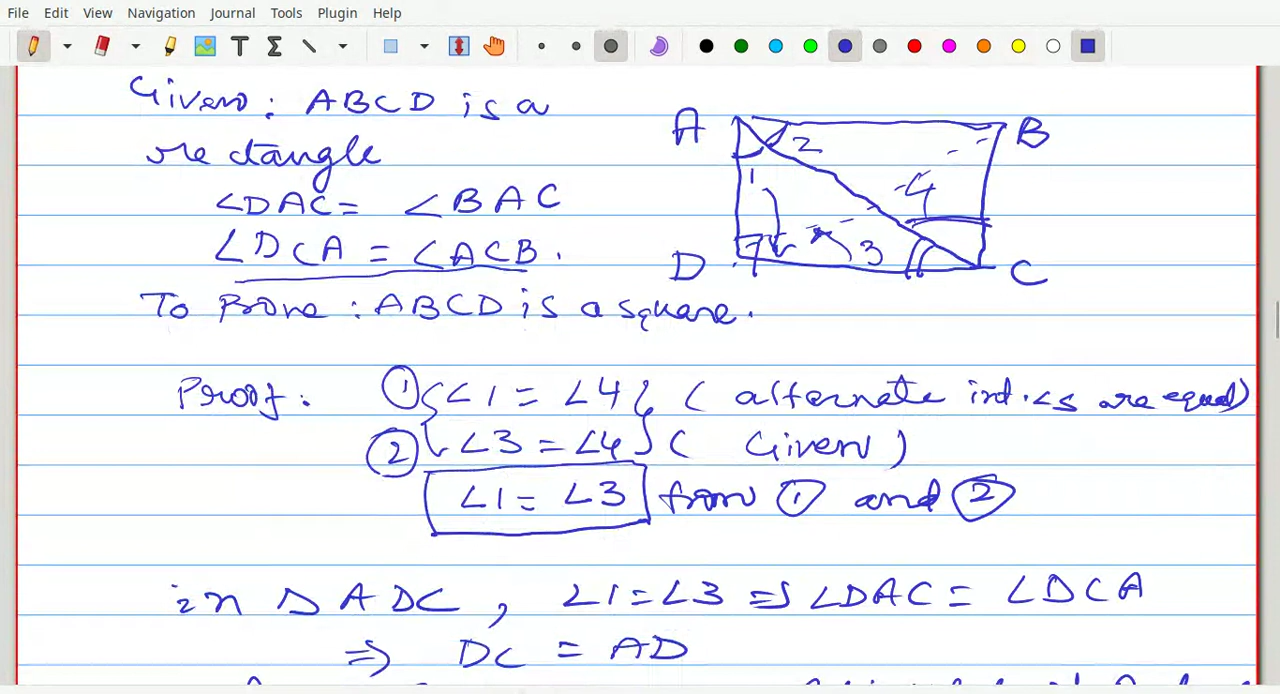 File Edit View Navigation Journal Tools Plugin Help
Given: ABCD is a
rectangle
∠DAC = ∠BAC
∠DCA = ∠ACB.
To Prove: ABCD is a square.
A B
2
1
4
3
D C
Proof: ① ∠1 = ∠4 (alternate int. ∠s are equal)
② ∠3 = ∠4 (Given)
∠1 = ∠3 from ① and ②
in △ADC, ∠1 = ∠3 ⇒ ∠DAC = ∠DCA
⇒ DC = AD